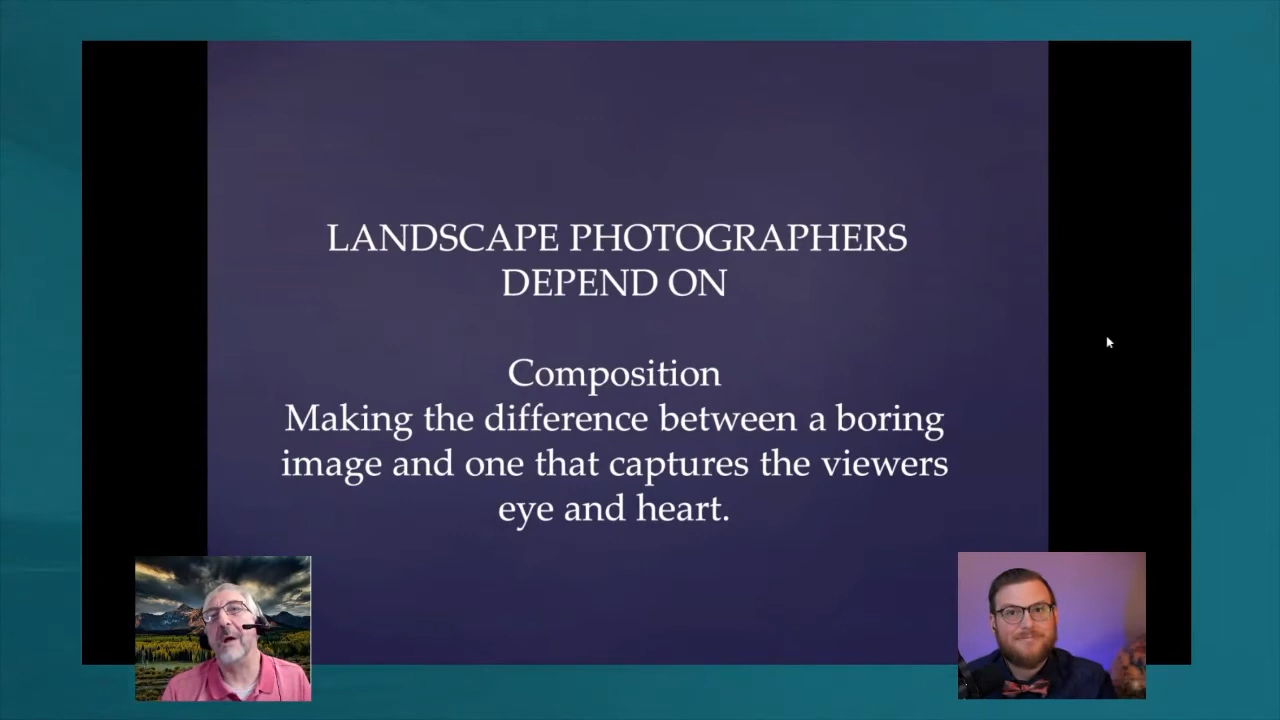 LANDSCAPE PHOTOGRAPHERS
DEPEND ON
Composition
Making the difference between a boring
image and one that captures the viewers
eye and heart.